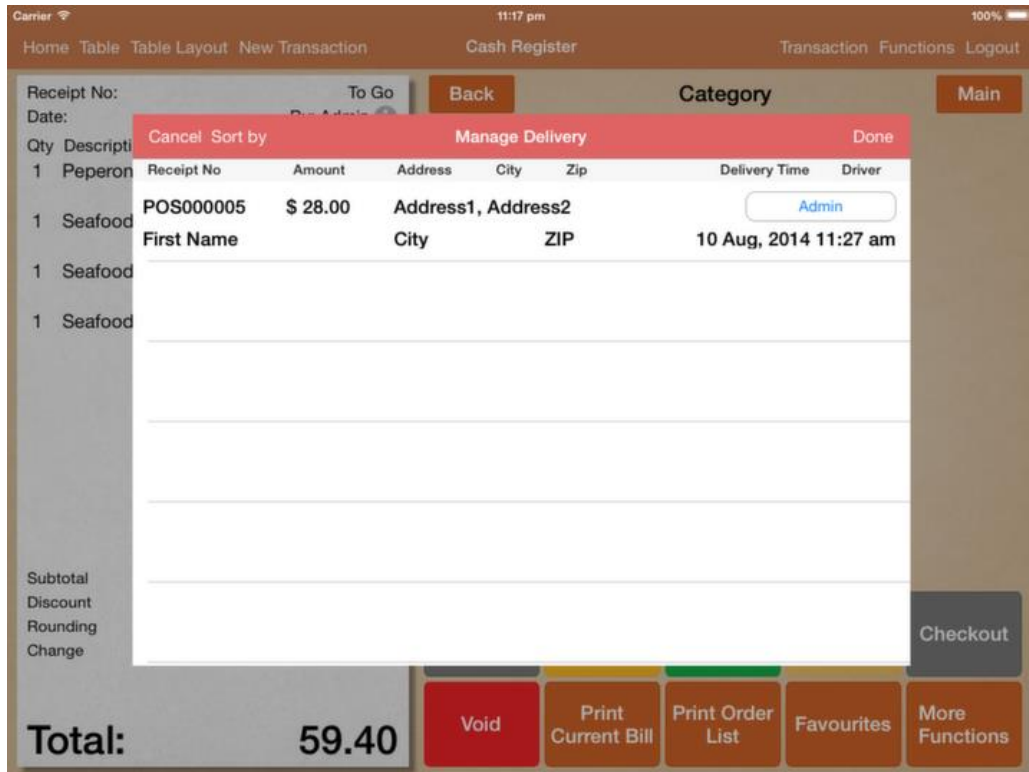 Carrier 11:17 pm 100%
Home Table Table Layout New Transaction Cash Register Transaction Functions Logout
Receipt No: To Go
Date:
Back Category Main
Cancel Sort by Manage Delivery Done
Qty Descripti
Receipt No Amount Address City Zip Delivery Time Driver
1 Peperon
POS000005 $ 28.00 Address1, Address2 Admin
First Name City ZIP 10 Aug, 2014 11:27 am
1 Seafood
1 Seafood
1 Seafood
Subtotal
Discount
Rounding
Change
Checkout
Total: 59.40
Void
Print Current Bill
Print Order List
Favourites
More Functions